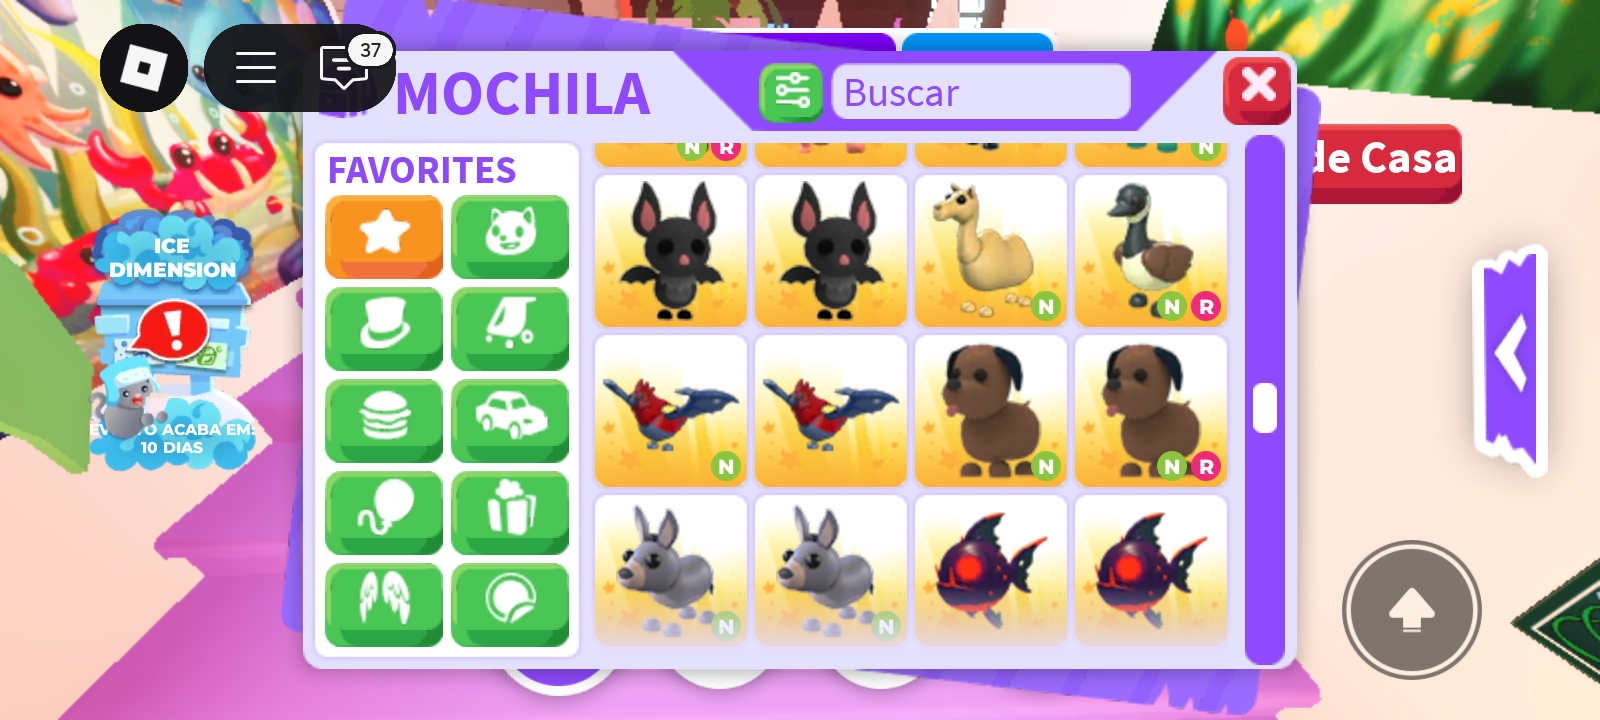 37
MOCHILA
Buscar
FAVORITES
N R
N
de Casa
ICE
DIMENSION
N
N R
!
N
N
N R
ACABA EM:
10 DIAS
N
N